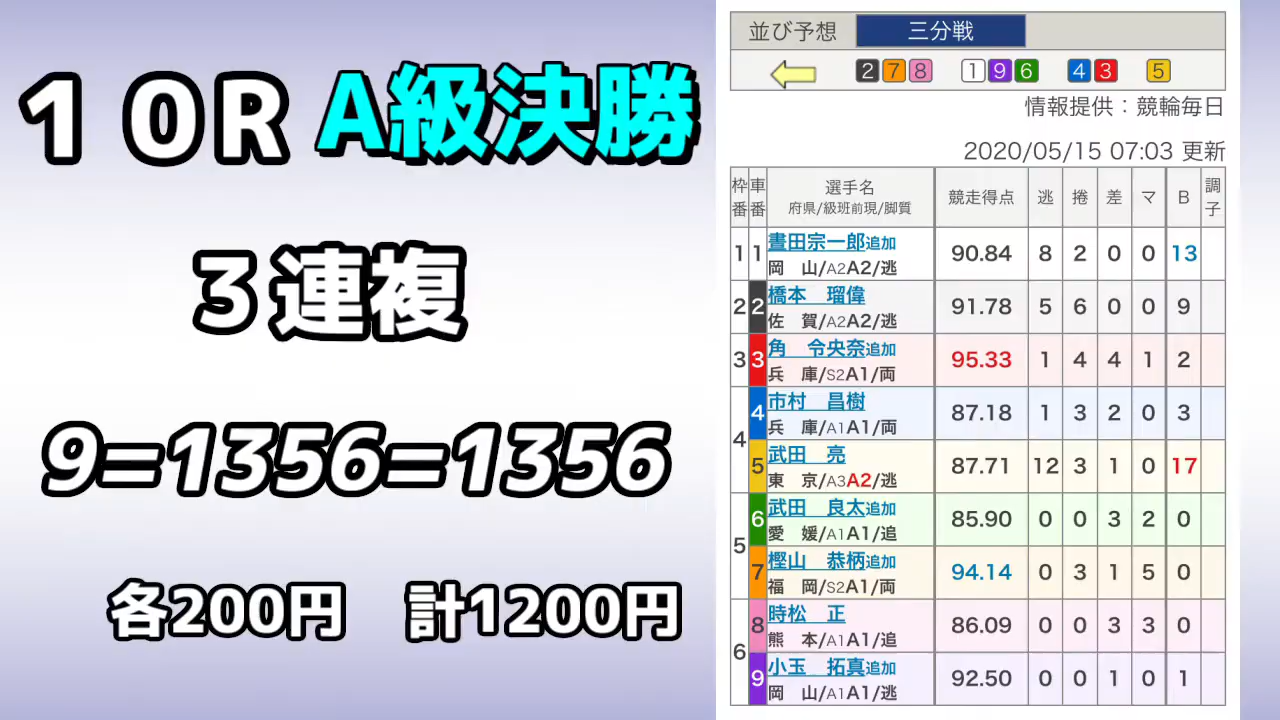 10R A級決勝
3連複
9=1356=1356
各200円 計1200円
並び予想 三分戦
2 7 8 1 9 6 4 3 5
情報提供:競輪毎日
2020/05/15 07:03 更新
枠番 車番 選手名 府県/級班前現/脚質 競走得点 逃 捲 差 マ B 調子
1 1 晝田宗一郎追加 90.84 8 2 0 0 13
岡 山/A2A2/逃
2 2 橋本 瑠偉 91.78 5 6 0 0 9
佐 賀/A2A2/逃
3 3 角 令央奈追加 95.33 1 4 4 1 2
兵 庫/S2A1/両
4 4 市村 昌樹 87.18 1 3 2 0 3
兵 庫/A1A1/両
5 武田 亮 87.71 12 3 1 0 17
東 京/A3A2/逃
5 6 武田 良太追加 85.90 0 0 3 2 0
愛 媛/A1A1/追
7 樫山 恭柄追加 94.14 0 3 1 5 0
福 岡/S2A1/両
6 8 時松 正 86.09 0 0 3 3 0
熊 本/A1A1/追
9 小玉 拓真追加 92.50 0 0 1 0 1
岡 山/A1A1/逃